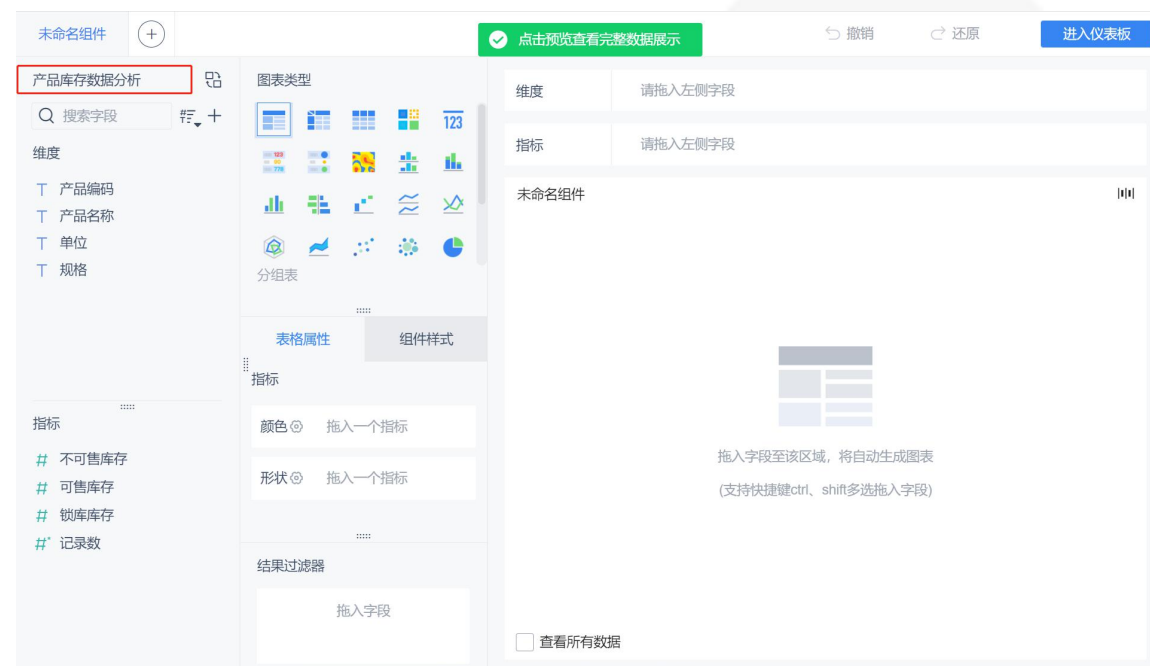 未命名组件
点击预览查看完整数据展示
撤销
还原
进入仪表板
产品库存数据分析
搜索字段
维度
产品编码
产品名称
单位
规格
指标
不可售库存
可售库存
锁库库存
记录数
图表类型
123
分组表
表格属性
组件样式
指标
颜色
拖入一个指标
形状
拖入一个指标
结果过滤器
拖入字段
维度
请拖入左侧字段
指标
请拖入左侧字段
未命名组件
拖入字段至该区域，将自动生成图表
(支持快捷键ctrl、shift多选拖入字段)
查看所有数据